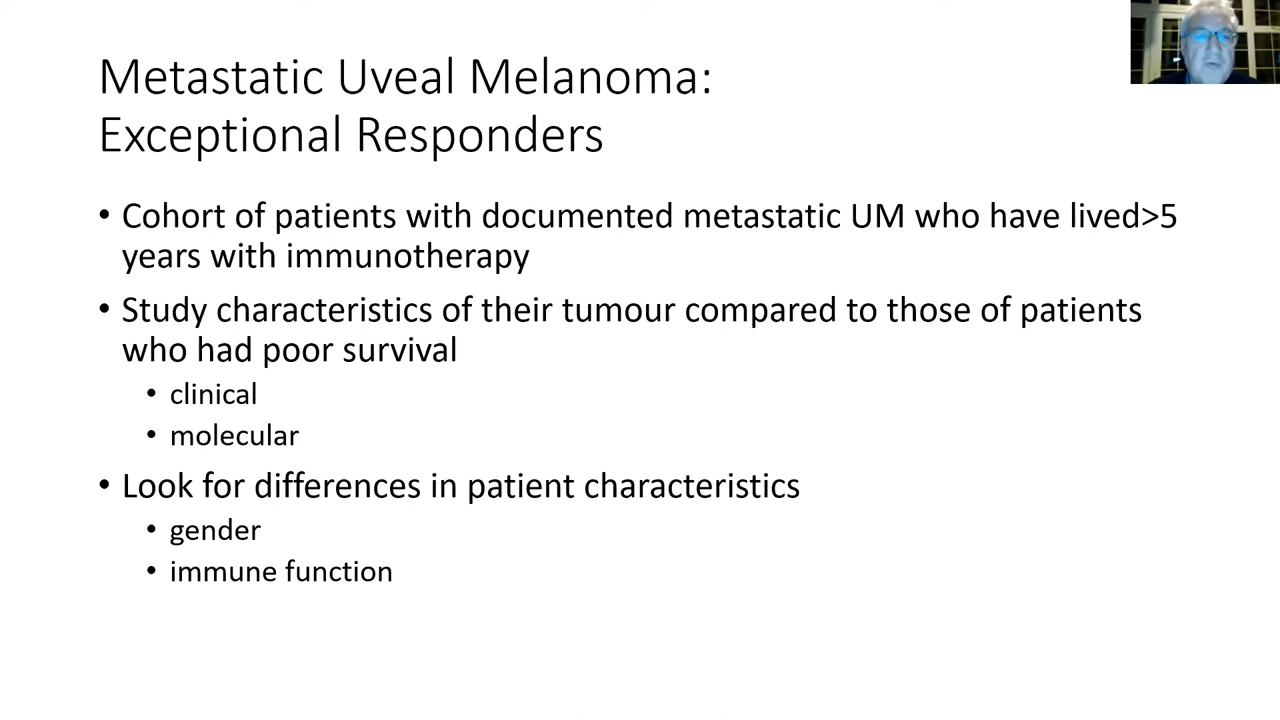 Metastatic Uveal Melanoma:
Exceptional Responders
• Cohort of patients with documented metastatic UM who have lived>5
years with immunotherapy
• Study characteristics of their tumour compared to those of patients
who had poor survival
• clinical
• molecular
• Look for differences in patient characteristics
• gender
• immune function